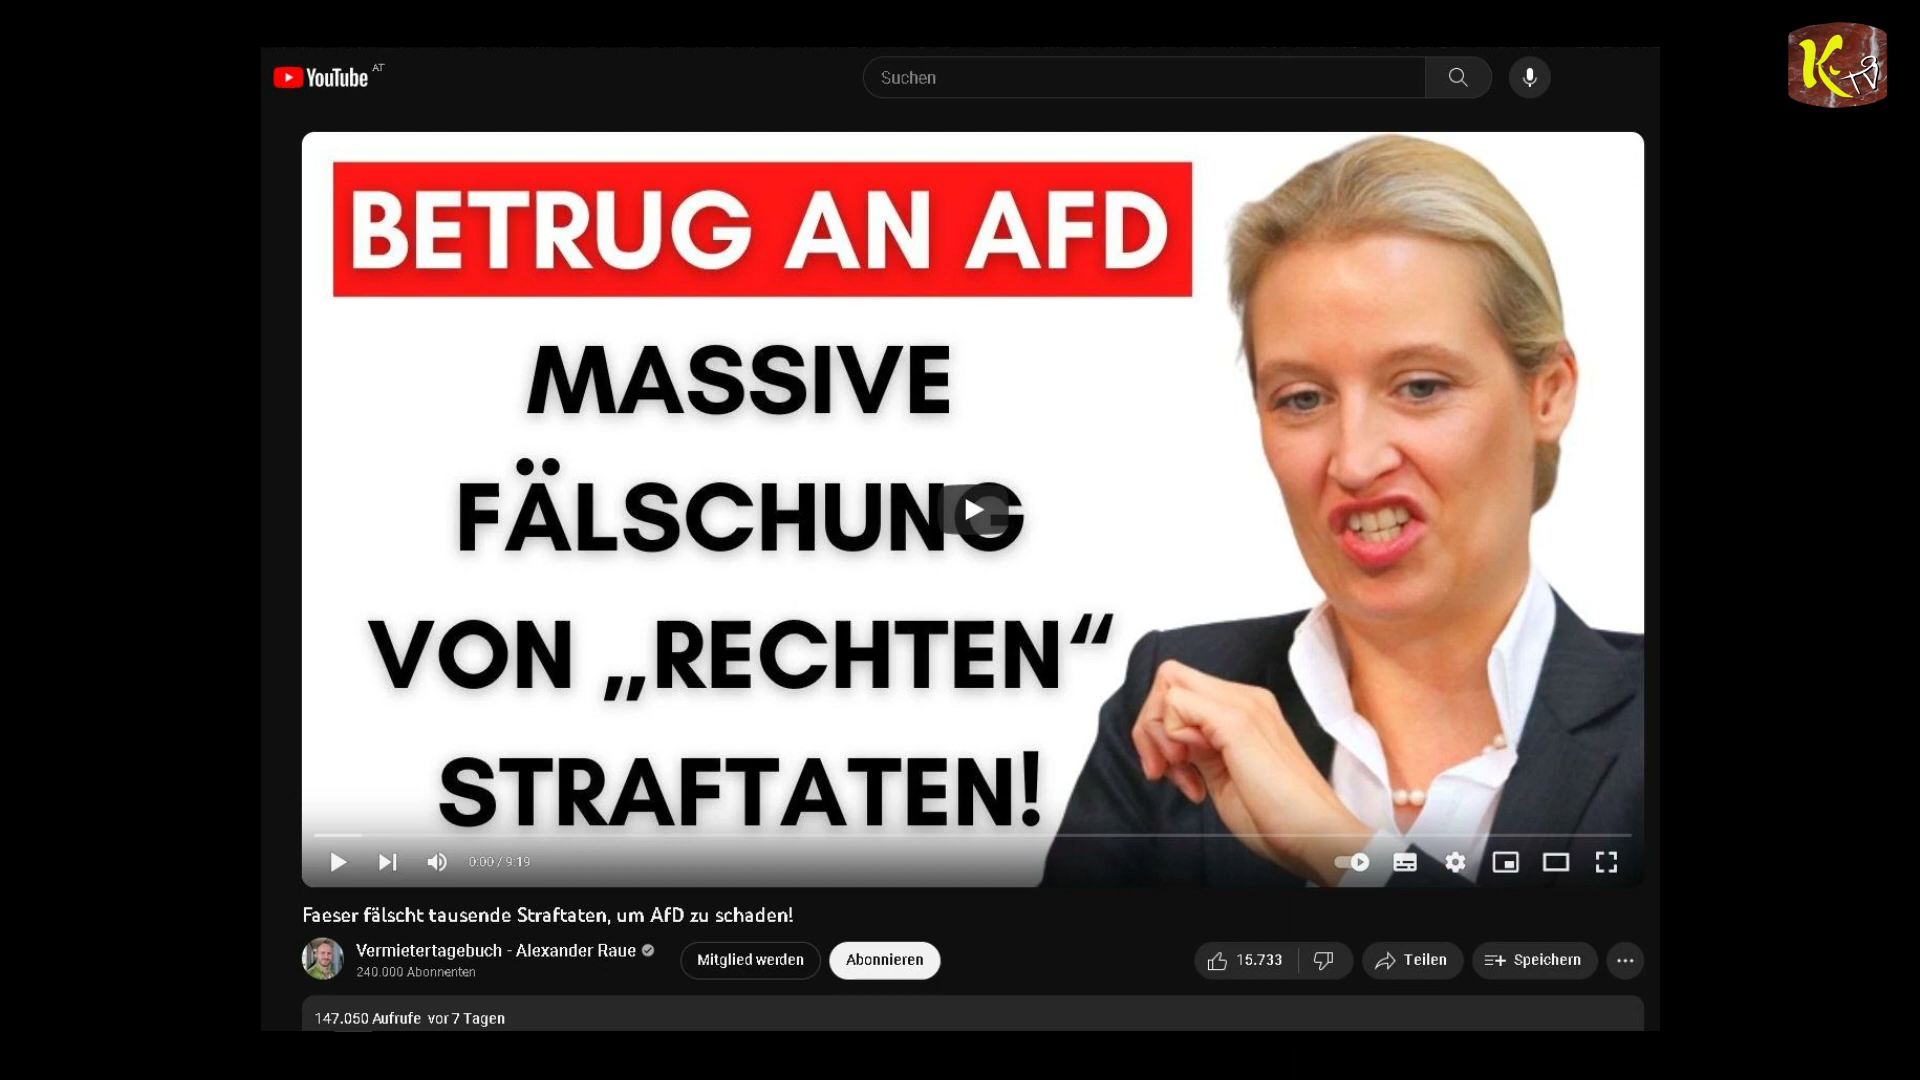 YouTube AT
Suchen
K3
TV
BETRUG AN AFD
MASSIVE
FÄLSCHUNG
VON „RECHTEN“
STRAFTATEN!
0:00 / 9:19
Faeser fälscht tausende Straftaten, um AfD zu schaden!
Vermietertagebuch - Alexander Raue
240.000 Abonnenten
Mitglied werden
Abonnieren
15.733
Teilen
Speichern
147.050 Aufrufe vor 7 Tagen